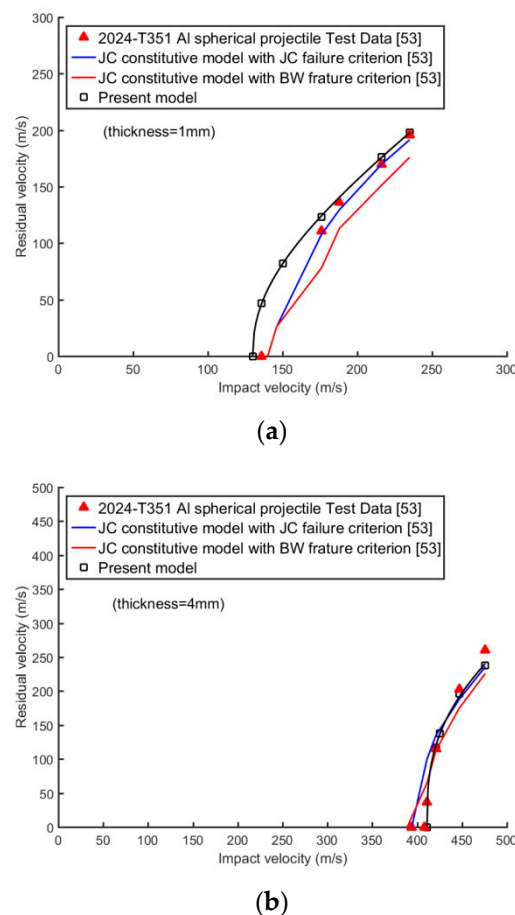 300
250
200
150
100
50
0
Residual velocity (m/s)
2024-T351 Al spherical projectile Test Data [53]
JC constitutive model with JC failure criterion [53]
JC constitutive model with BW frature criterion [53]
Present model
(thickness=1mm)
0 50 100 150 200 250 300
Impact velocity (m/s)
(a)
500
450
400
350
300
250
200
150
100
50
0
Residual velocity (m/s)
2024-T351 Al spherical projectile Test Data [53]
JC constitutive model with JC failure criterion [53]
JC constitutive model with BW frature criterion [53]
Present model
(thickness=4mm)
0 50 100 150 200 250 300 350 400 450 500
Impact velocity (m/s)
(b)